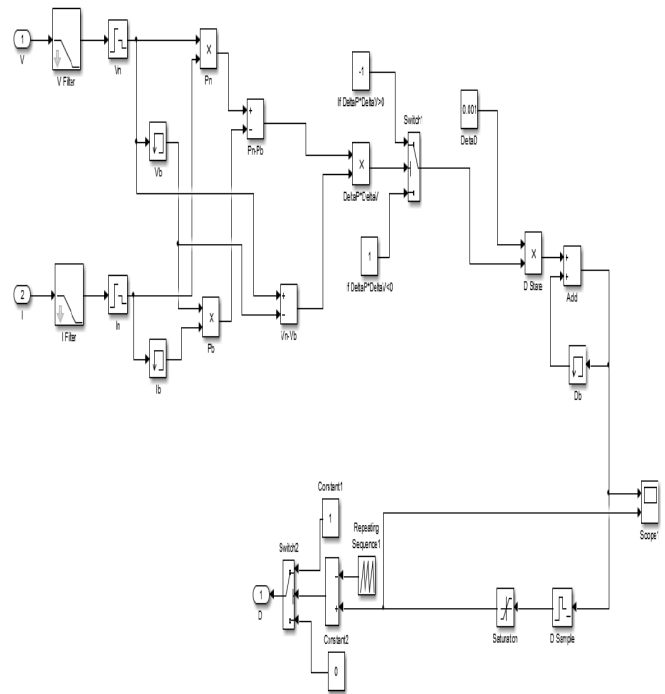 1
V
V Filter
Vn
X
Pn
+
−
Pn-Pb
Vb
-1
If DeltaP*DeltaV>0
Switch1
0.001
DeltaD
X
DeltaP*DeltaV
1
f DeltaP*DeltaV<0
X
D State
+
+
Add
2
I
I Filter
In
X
Pb
+
−
Vn-Vb
Ib
Db
Scope1
Constant1
1
Repeating
Sequence1
Switch2
1
D
−
+
Constant2
0
Saturation
D Sample